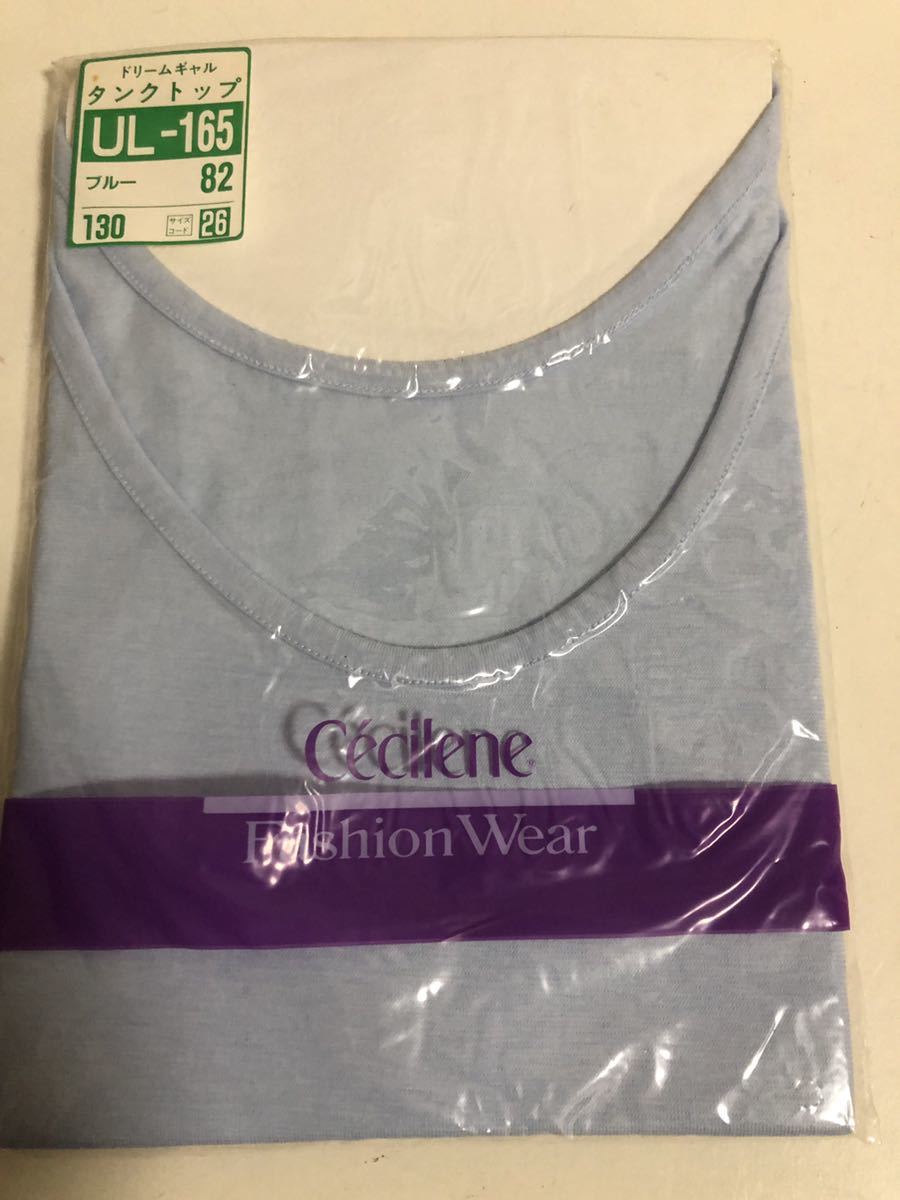 ドリームギャル
タンクトップ
UL-165
ブルー 82
130 サイズコード 26
Cécilene®
Fashion Wear